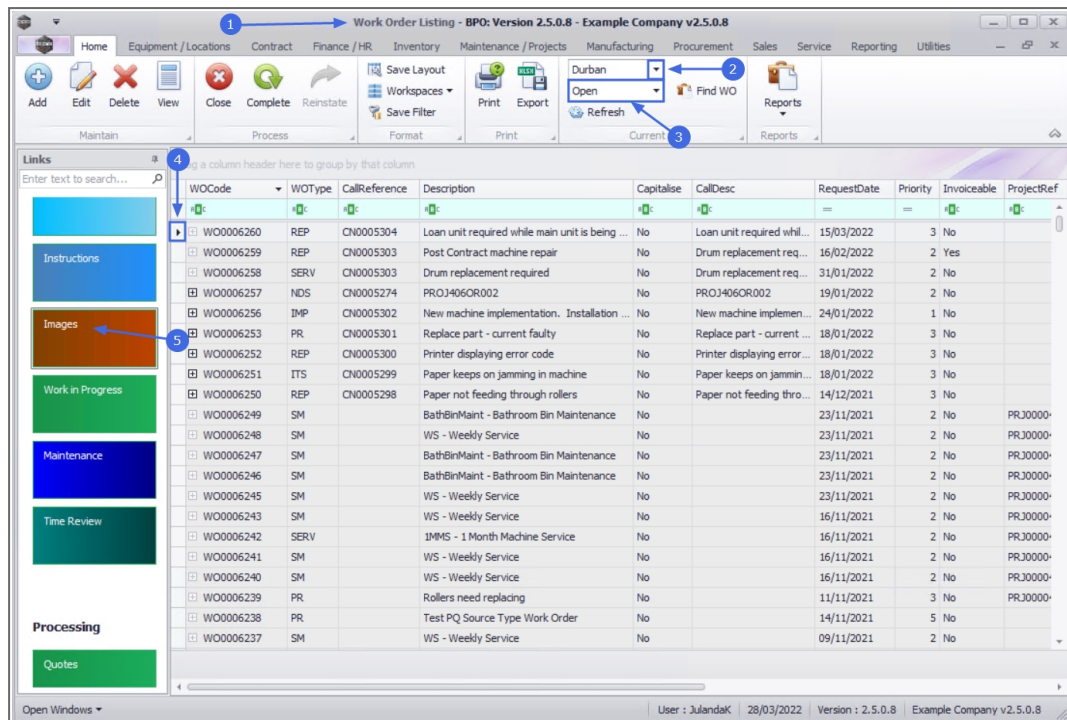 Work Order Listing - BPO: Version 2.5.0.8 - Example Company v2.5.0.8
1
Home Equipment / Locations Contract Finance / HR Inventory Maintenance / Projects Manufacturing Procurement Sales Service Reporting Utilities
Add Edit Delete View Close Complete Reinstate Save Layout Workspaces Save Filter Print Export Durban Open Refresh Find WO Reports
2
3
Maintain Process Format Print Current Reports
Links
4
a column header here to group by that column
Enter text to search...
WOCode WOType CallReference Description Capitalise CallDesc RequestDate Priority Invoiceable ProjectRef
WO0006260 REP CN0005304 Loan unit required while main unit is being ... No Loan unit required whil... 15/03/2022 3 No
WO0006259 REP CN0005303 Post Contract machine repair No Drum replacement req... 16/02/2022 2 Yes
WO0006258 SERV CN0005303 Drum replacement required No Drum replacement req... 31/01/2022 2 No
WO0006257 NDS CN0005274 PROJ406OR002 No PROJ406OR002 19/01/2022 2 No
WO0006256 IMP CN0005302 New machine implementation. Installation ... No New machine implemen... 24/01/2022 1 No
WO0006253 PR CN0005301 Replace part - current faulty No Replace part - current ... 18/01/2022 3 No
WO0006252 REP CN0005300 Printer displaying error code No Printer displaying error... 18/01/2022 3 No
WO0006251 ITS CN0005299 Paper keeps on jamming in machine No Paper keeps on jammin... 18/01/2022 3 No
WO0006250 REP CN0005298 Paper not feeding through rollers No Paper not feeding thro... 14/12/2021 3 No
WO0006249 SM BathBinMaint - Bathroom Bin Maintenance No 23/11/2021 2 No PRJ0000
WO0006248 SM WS - Weekly Service No 23/11/2021 2 No PRJ0000
WO0006247 SM BathBinMaint - Bathroom Bin Maintenance No 23/11/2021 2 No PRJ0000
WO0006246 SM BathBinMaint - Bathroom Bin Maintenance No 23/11/2021 2 No PRJ0000
WO0006245 SM WS - Weekly Service No 23/11/2021 2 No PRJ0000
WO0006243 SM WS - Weekly Service No 16/11/2021 2 No PRJ0000
WO0006242 SERV 1MMS - 1 Month Machine Service No 16/11/2021 2 No PRJ0000
WO0006241 SM WS - Weekly Service No 16/11/2021 2 No PRJ0000
WO0006240 SM WS - Weekly Service No 16/11/2021 2 No PRJ0000
WO0006239 PR Rollers need replacing No 11/11/2021 3 No PRJ0000
WO0006238 PR Test PQ Source Type Work Order No 14/11/2021 5 No
WO0006237 SM WS - Weekly Service No 09/11/2021 2 No
Instructions
Images
5
Work in Progress
Maintenance
Time Review
Processing
Quotes
Open Windows User : JulandaK 28/03/2022 Version : 2.5.0.8 Example Company v2.5.0.8